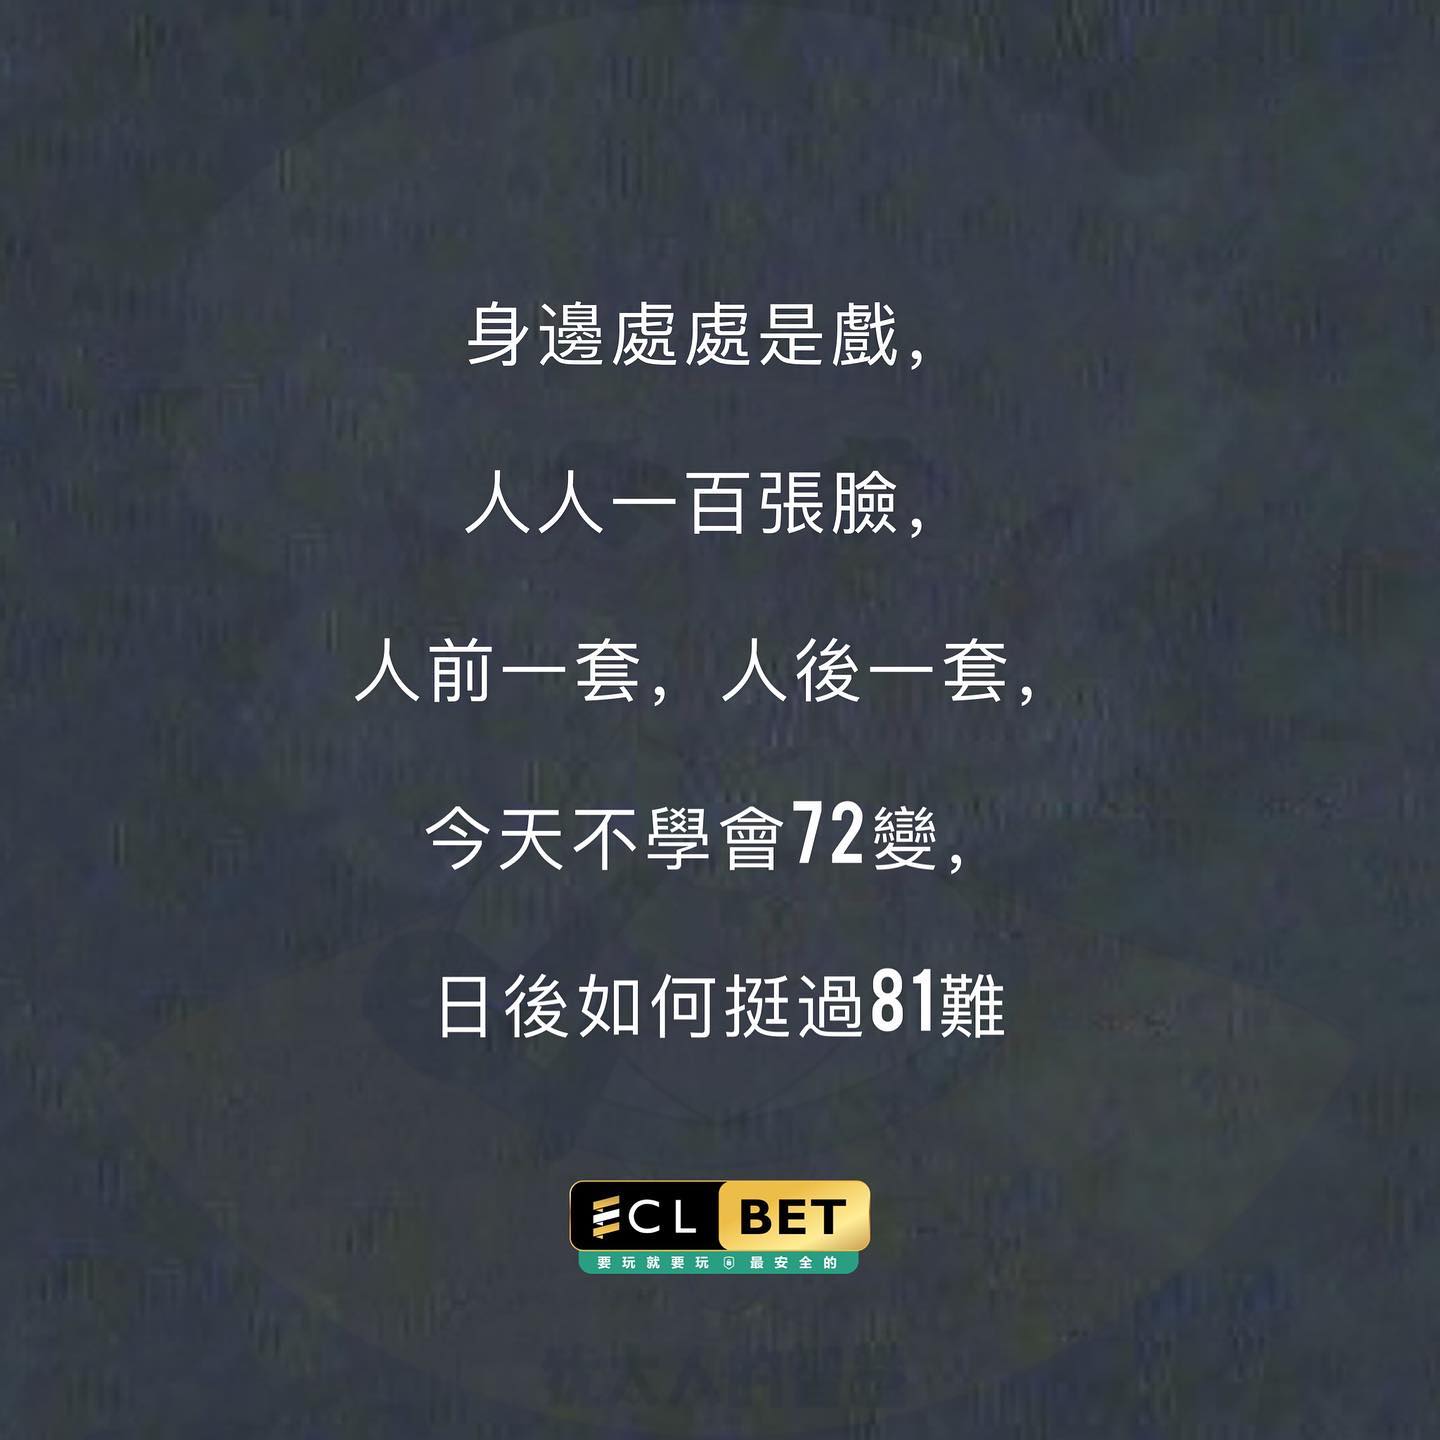 身邊處處是戲，
人人一百張臉，
人前一套，人後一套，
今天不學會72變，
日後如何挺過81難
ECL BET
要玩就要玩 最安全的